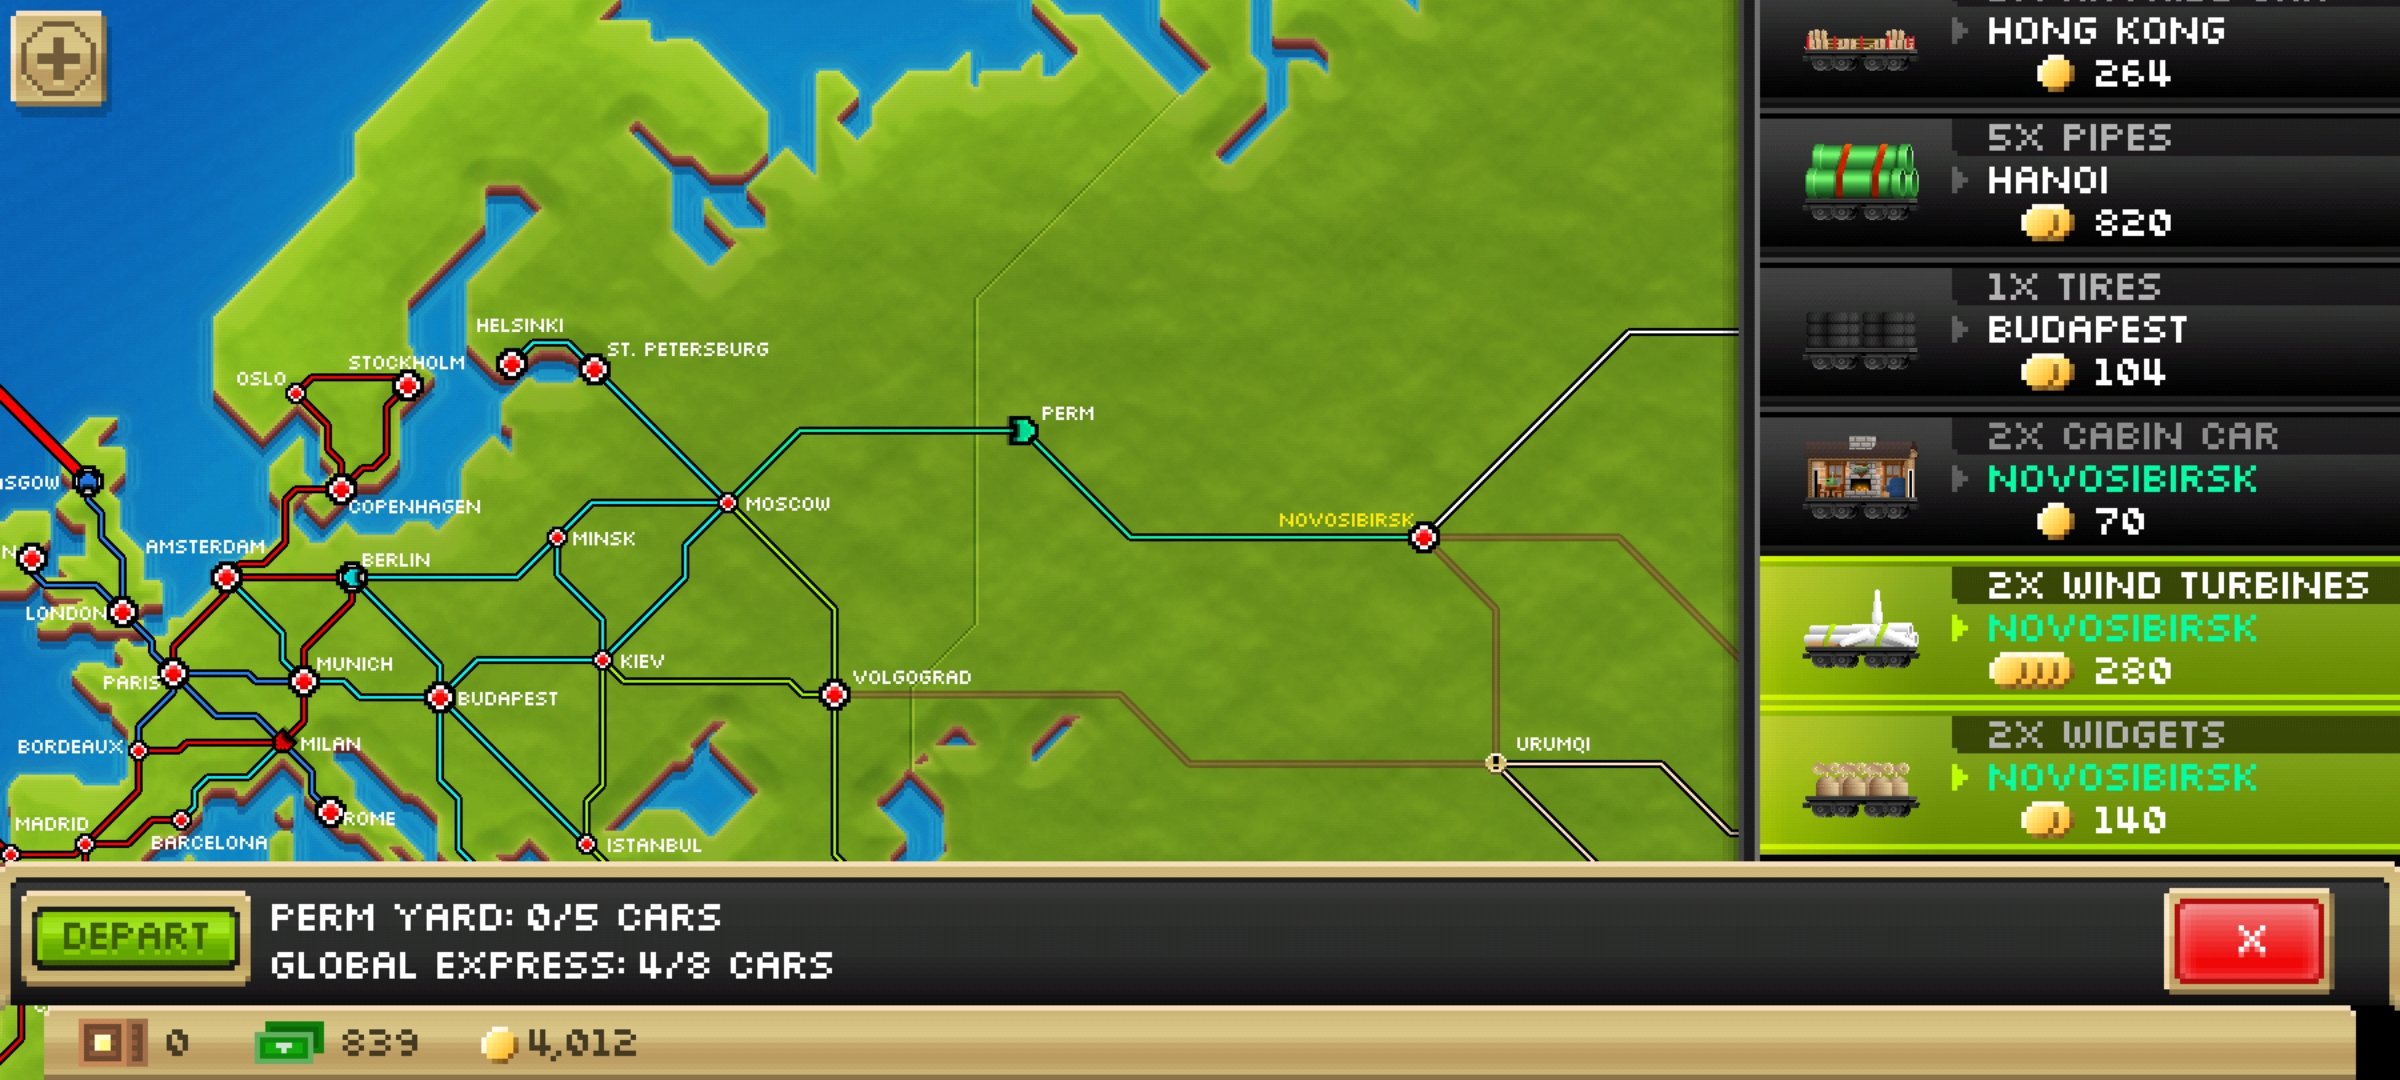 HONG KONG
264
5X PIPES
HANOI
820
1X TIRES
BUDAPEST
104
2X CABIN CAR
NOVOSIBIRSK
70
2X WIND TURBINES
NOVOSIBIRSK
280
2X WIDGETS
NOVOSIBIRSK
140
HELSINKI
ST. PETERSBURG
STOCKHOLM
OSLO
PERM
SGOW
COPENHAGEN
MOSCOW
NOVOSIBIRSK
MINSK
AMSTERDAM
N
BERLIN
LONDON
KIEV
MUNICH
PARIS
VOLGOGRAD
BUDAPEST
BORDEAUX
MILAN
URUMQI
ROME
MADRID
BARCELONA
ISTANBUL
DEPART
PERM YARD: 0/5 CARS
GLOBAL EXPRESS: 4/8 CARS
X
0
839
4,012